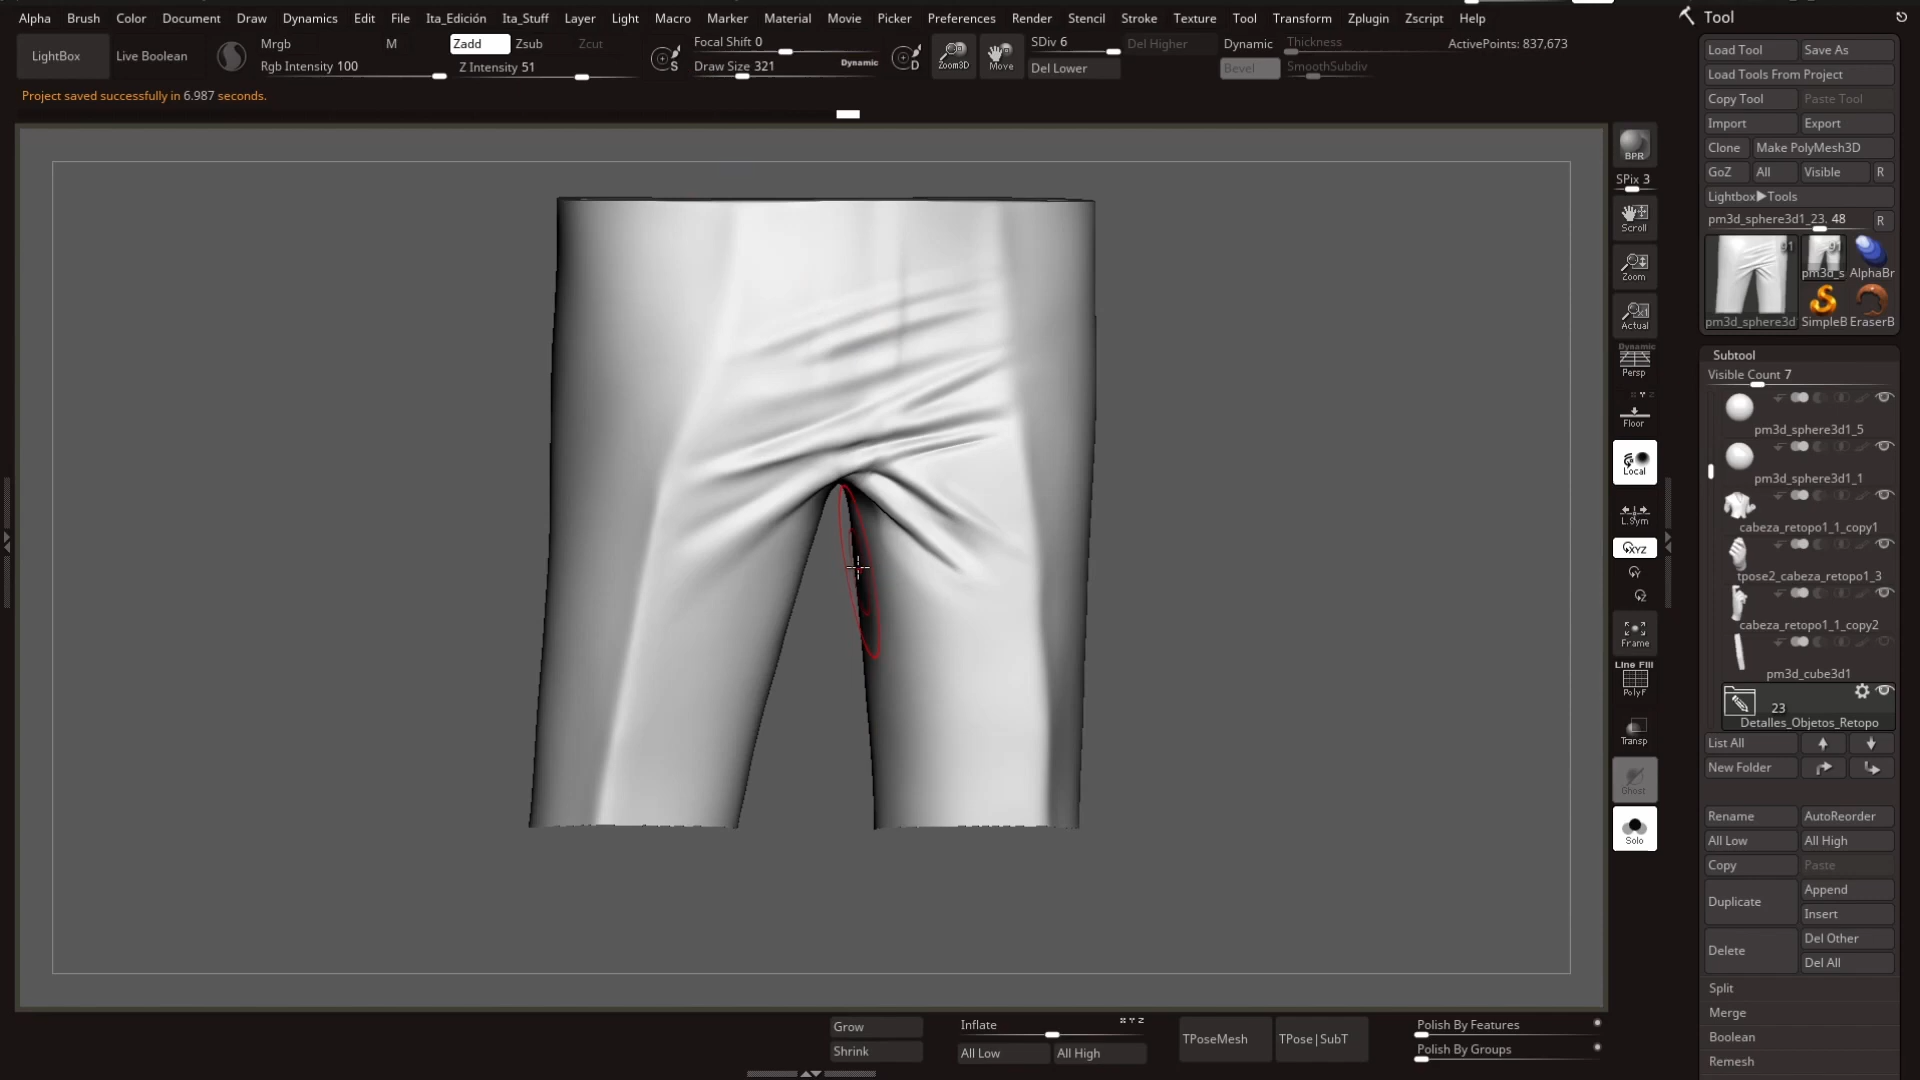 Alpha Brush Color Document Draw Dynamics Edit File Ita_Edición Ita_Stuff Layer Light Macro Marker Material Movie Picker Preferences Render Stencil Stroke Texture Tool Transform Zplugin Zscript Help
LightBox
Live Boolean
Mrgb
M
Rgb Intensity 100
Zadd
Zsub
Zcut
Z Intensity 51
S
Focal Shift 0
Draw Size 321
Dynamic
D
Zoom3D
Move
SDiv 6
Del Lower
Del Higher
Dynamic
Bevel
Thickness
SmoothSubdiv
ActivePoints: 837,673
Project saved successfully in 6.987 seconds.
BPR
SPix 3
Scroll
Zoom
Actual
Dynamic
Persp
Floor
Local
L.Sym
XYZ
Y
Z
Frame
Line Fill
PolyF
Transp
Ghost
Solo
Tool
Load Tool
Save As
Load Tools From Project
Copy Tool
Paste Tool
Import
Export
Clone
Make PolyMesh3D
GoZ
All
Visible
R
Lightbox▶Tools
pm3d_sphere3d1_23. 48
R
91
91
pm3d_s
AlphaBr
pm3d_sphere3d
SimpleB
EraserB
Subtool
Visible Count 7
pm3d_sphere3d1_5
pm3d_sphere3d1_1
cabeza_retopo1_1_copy1
tpose2_cabeza_retopo1_3
cabeza_retopo1_1_copy2
pm3d_cube3d1
23
Detalles_Objetos_Retopo
List All
New Folder
Rename
AutoReorder
All Low
All High
Copy
Paste
Duplicate
Append
Insert
Delete
Del Other
Del All
Split
Merge
Boolean
Remesh
Grow
Shrink
Inflate
X Y Z
All Low
All High
TPoseMesh
TPose|SubT
Polish By Features
Polish By Groups